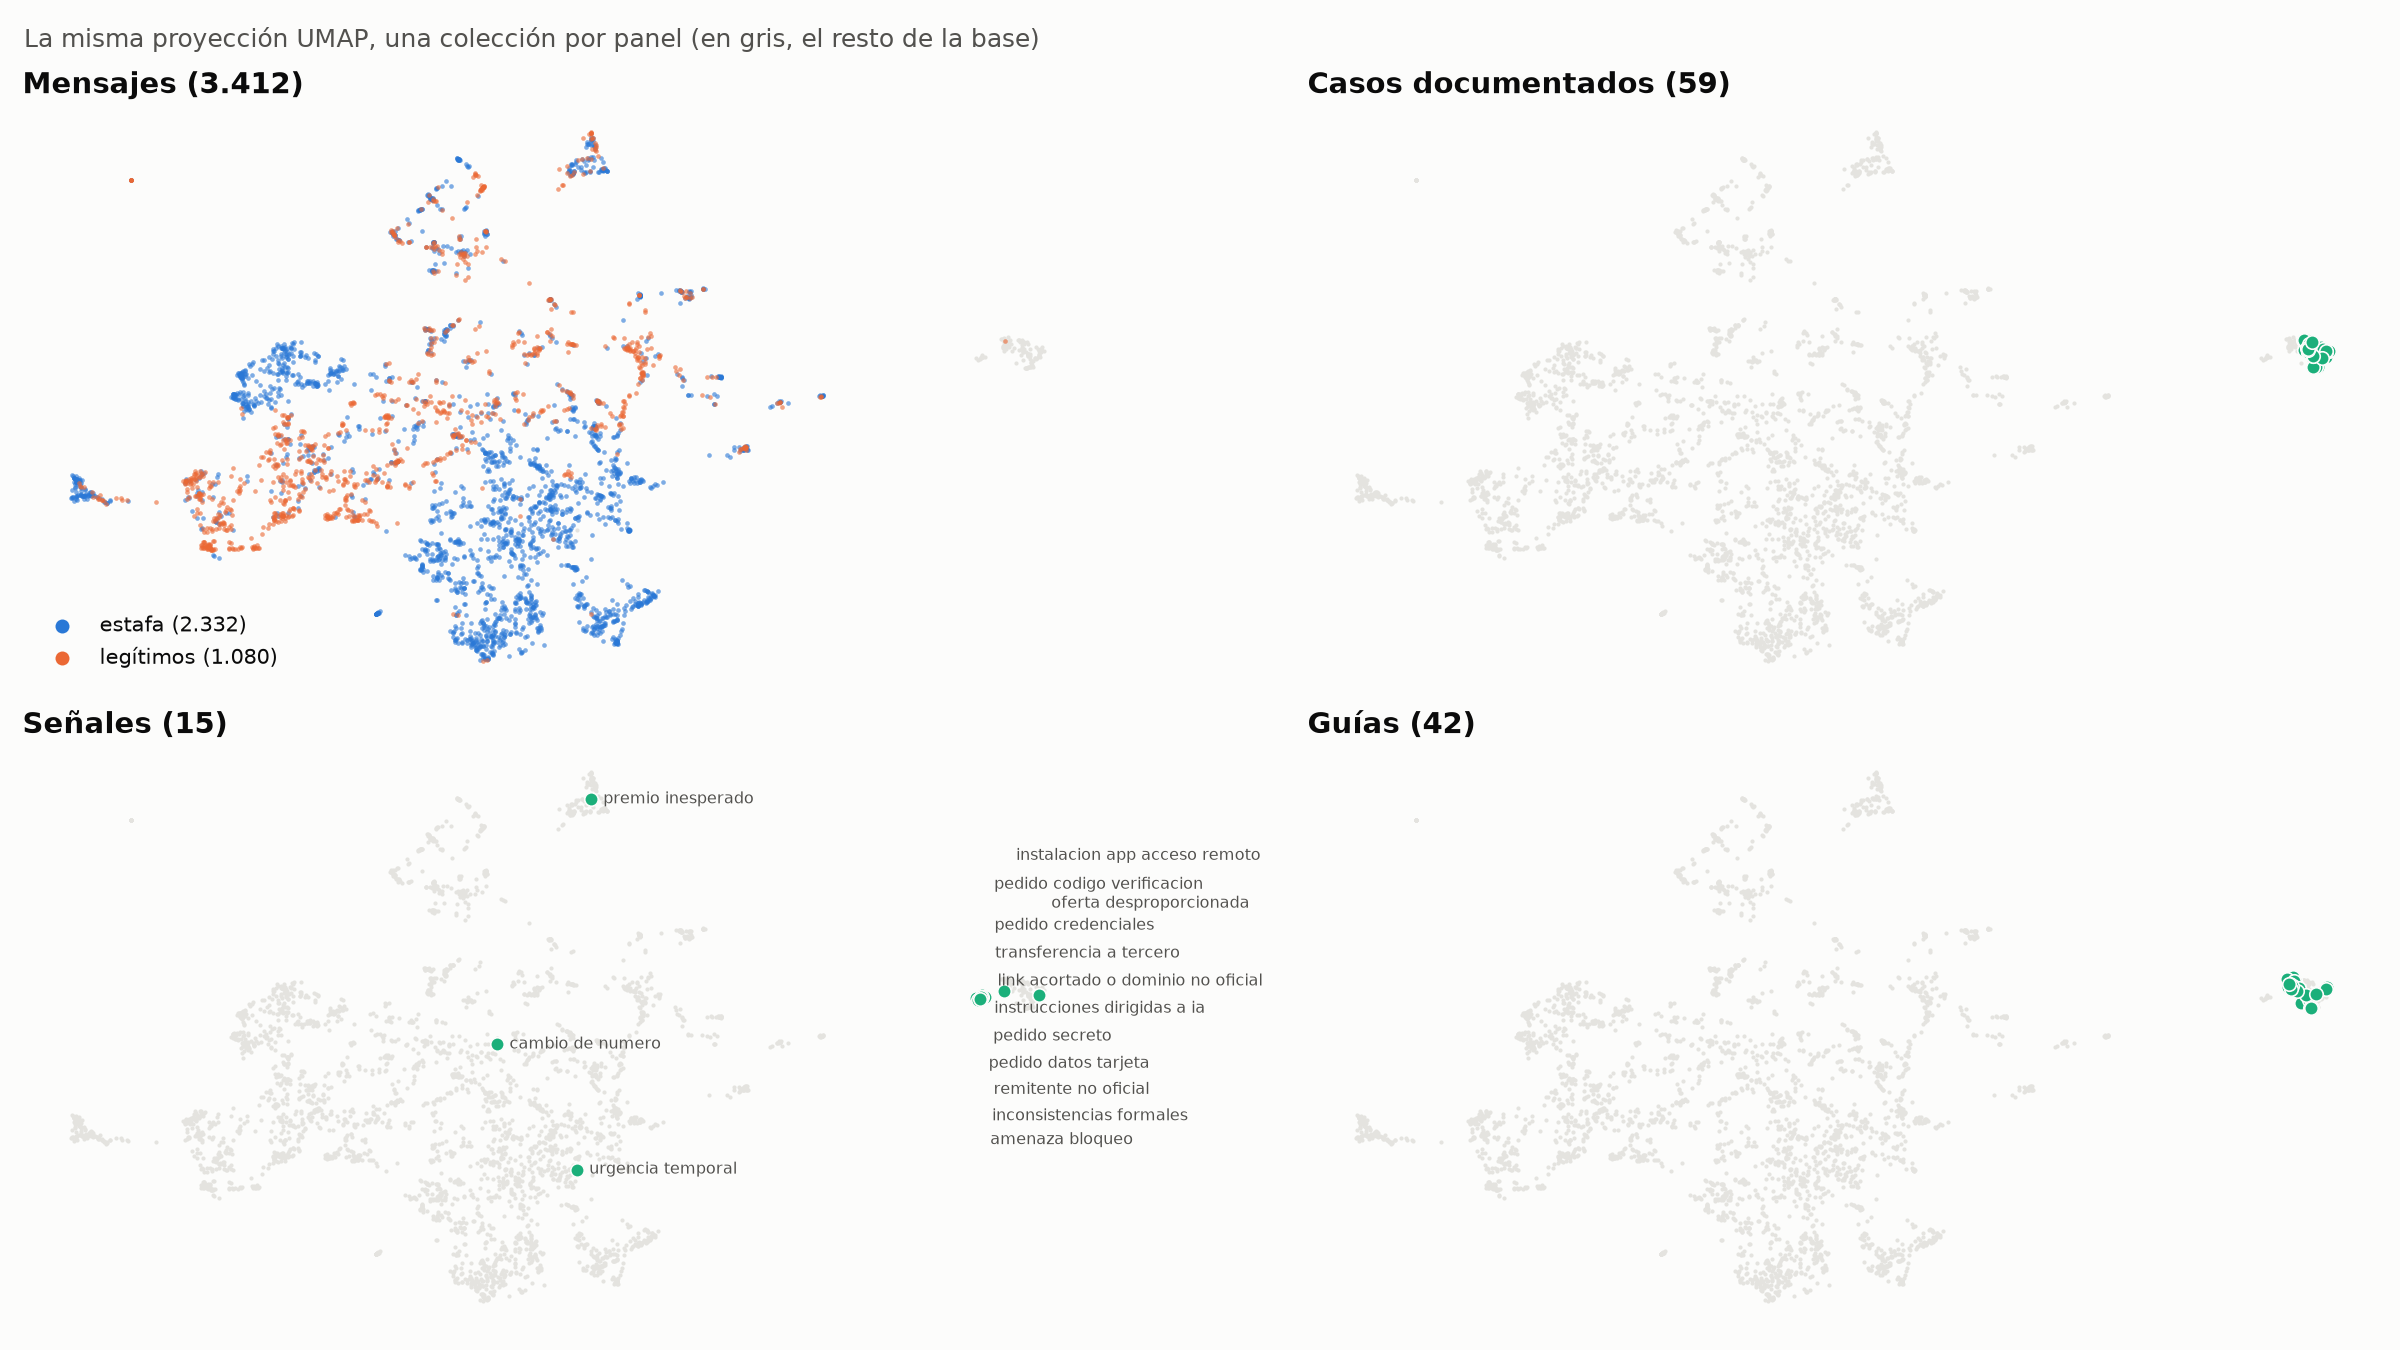 La misma proyección UMAP, una colección por panel (en gris, el resto de la base)
Mensajes (3.412)
estafa (2.332)
legítimos (1.080)
Casos documentados (59)
Señales (15)
premio inesperado
instalacion app acceso remoto
pedido codigo verificacion
oferta desproporcionada
pedido credenciales
transferencia a tercero
link acortado o dominio no oficial
instrucciones dirigidas a ia
pedido secreto
cambio de numero
pedido datos tarjeta
remitente no oficial
inconsistencias formales
amenaza bloqueo
urgencia temporal
Guías (42)